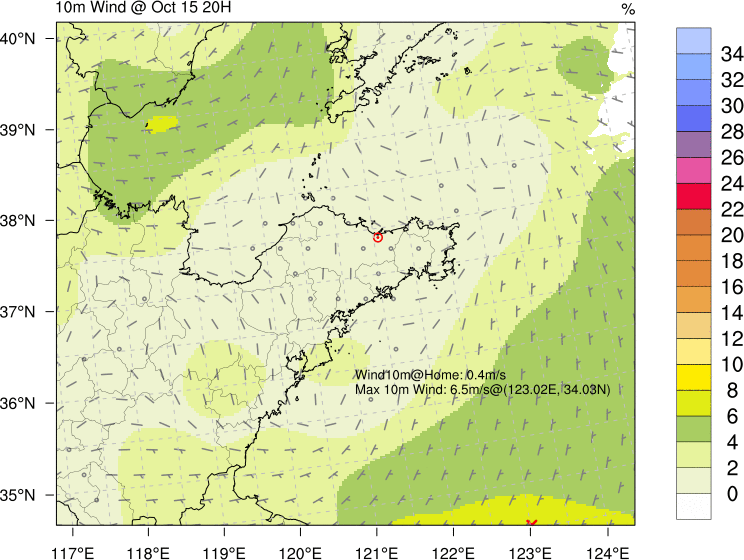 10m Wind @ Oct 15 20H
%
40°N
39°N
38°N
37°N
36°N
35°N
Wind10m@Home: 0.4m/s
Max 10m Wind: 6.5m/s@(123.02E, 34.03N)
117°E
118°E
119°E
120°E
121°E
122°E
123°E
124°E
34
32
30
28
26
24
22
20
18
16
14
12
10
8
6
4
2
0